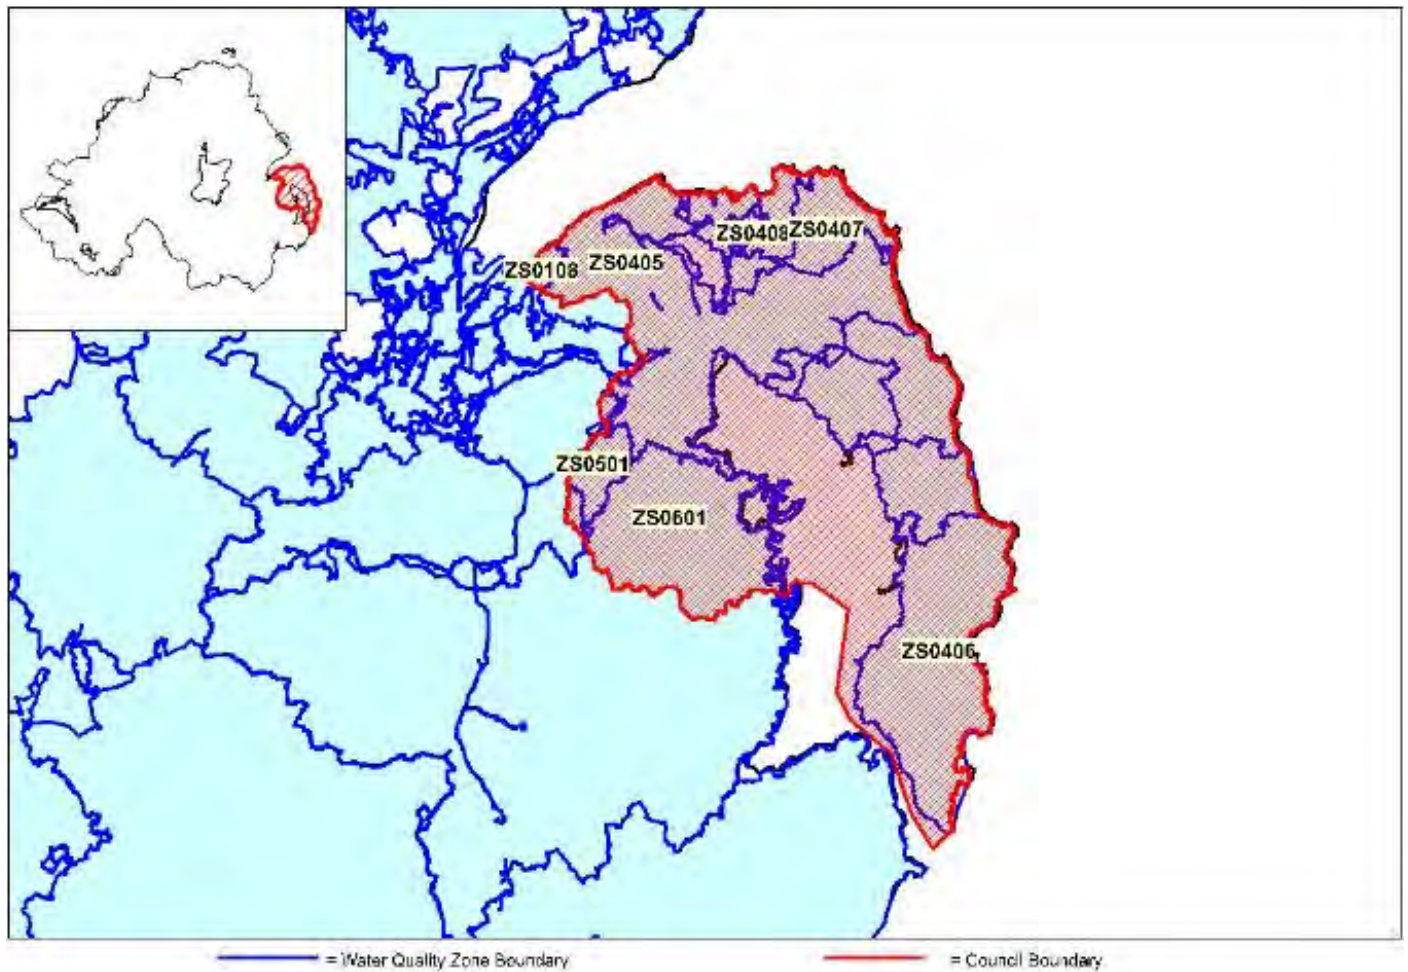 ZS0408 ZS0407
ZS0108 ZS0405
ZS0501
ZS0601
ZS0406
= Water Quality Zone Boundary = Council Boundary